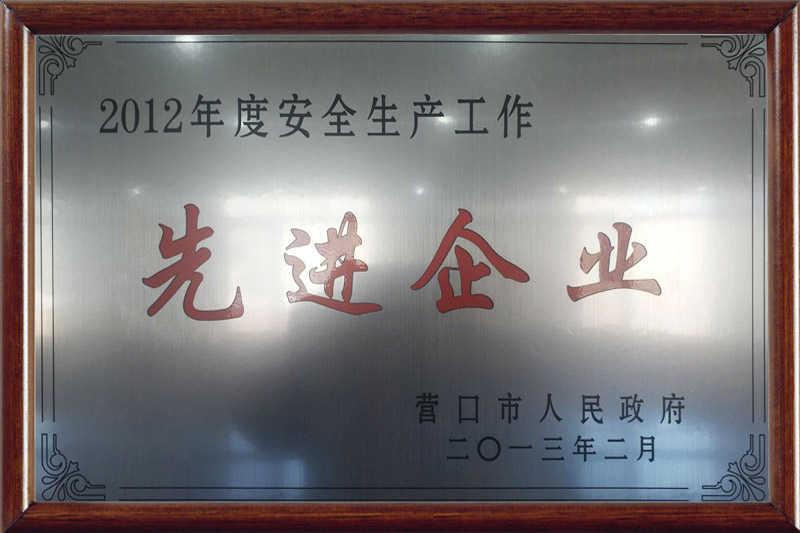 2012年度安全生产工作
先进企业
营口市人民政府
二〇一三年二月